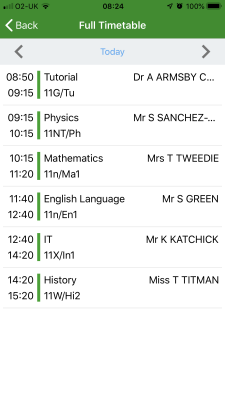 O2-UK 08:24 100%
Back Full Timetable
Today
08:50 Tutorial Dr A ARMSBY C...
09:15 11G/Tu
09:15 Physics Mr S SANCHEZ-...
10:15 11NT/Ph
10:15 Mathematics Mrs T TWEEDIE
11:20 11n/Ma1
11:40 English Language Mr S GREEN
12:40 11n/En1
12:40 IT Mr K KATCHICK
14:20 11X/In1
14:20 History Miss T TITMAN
15:20 11W/Hi2